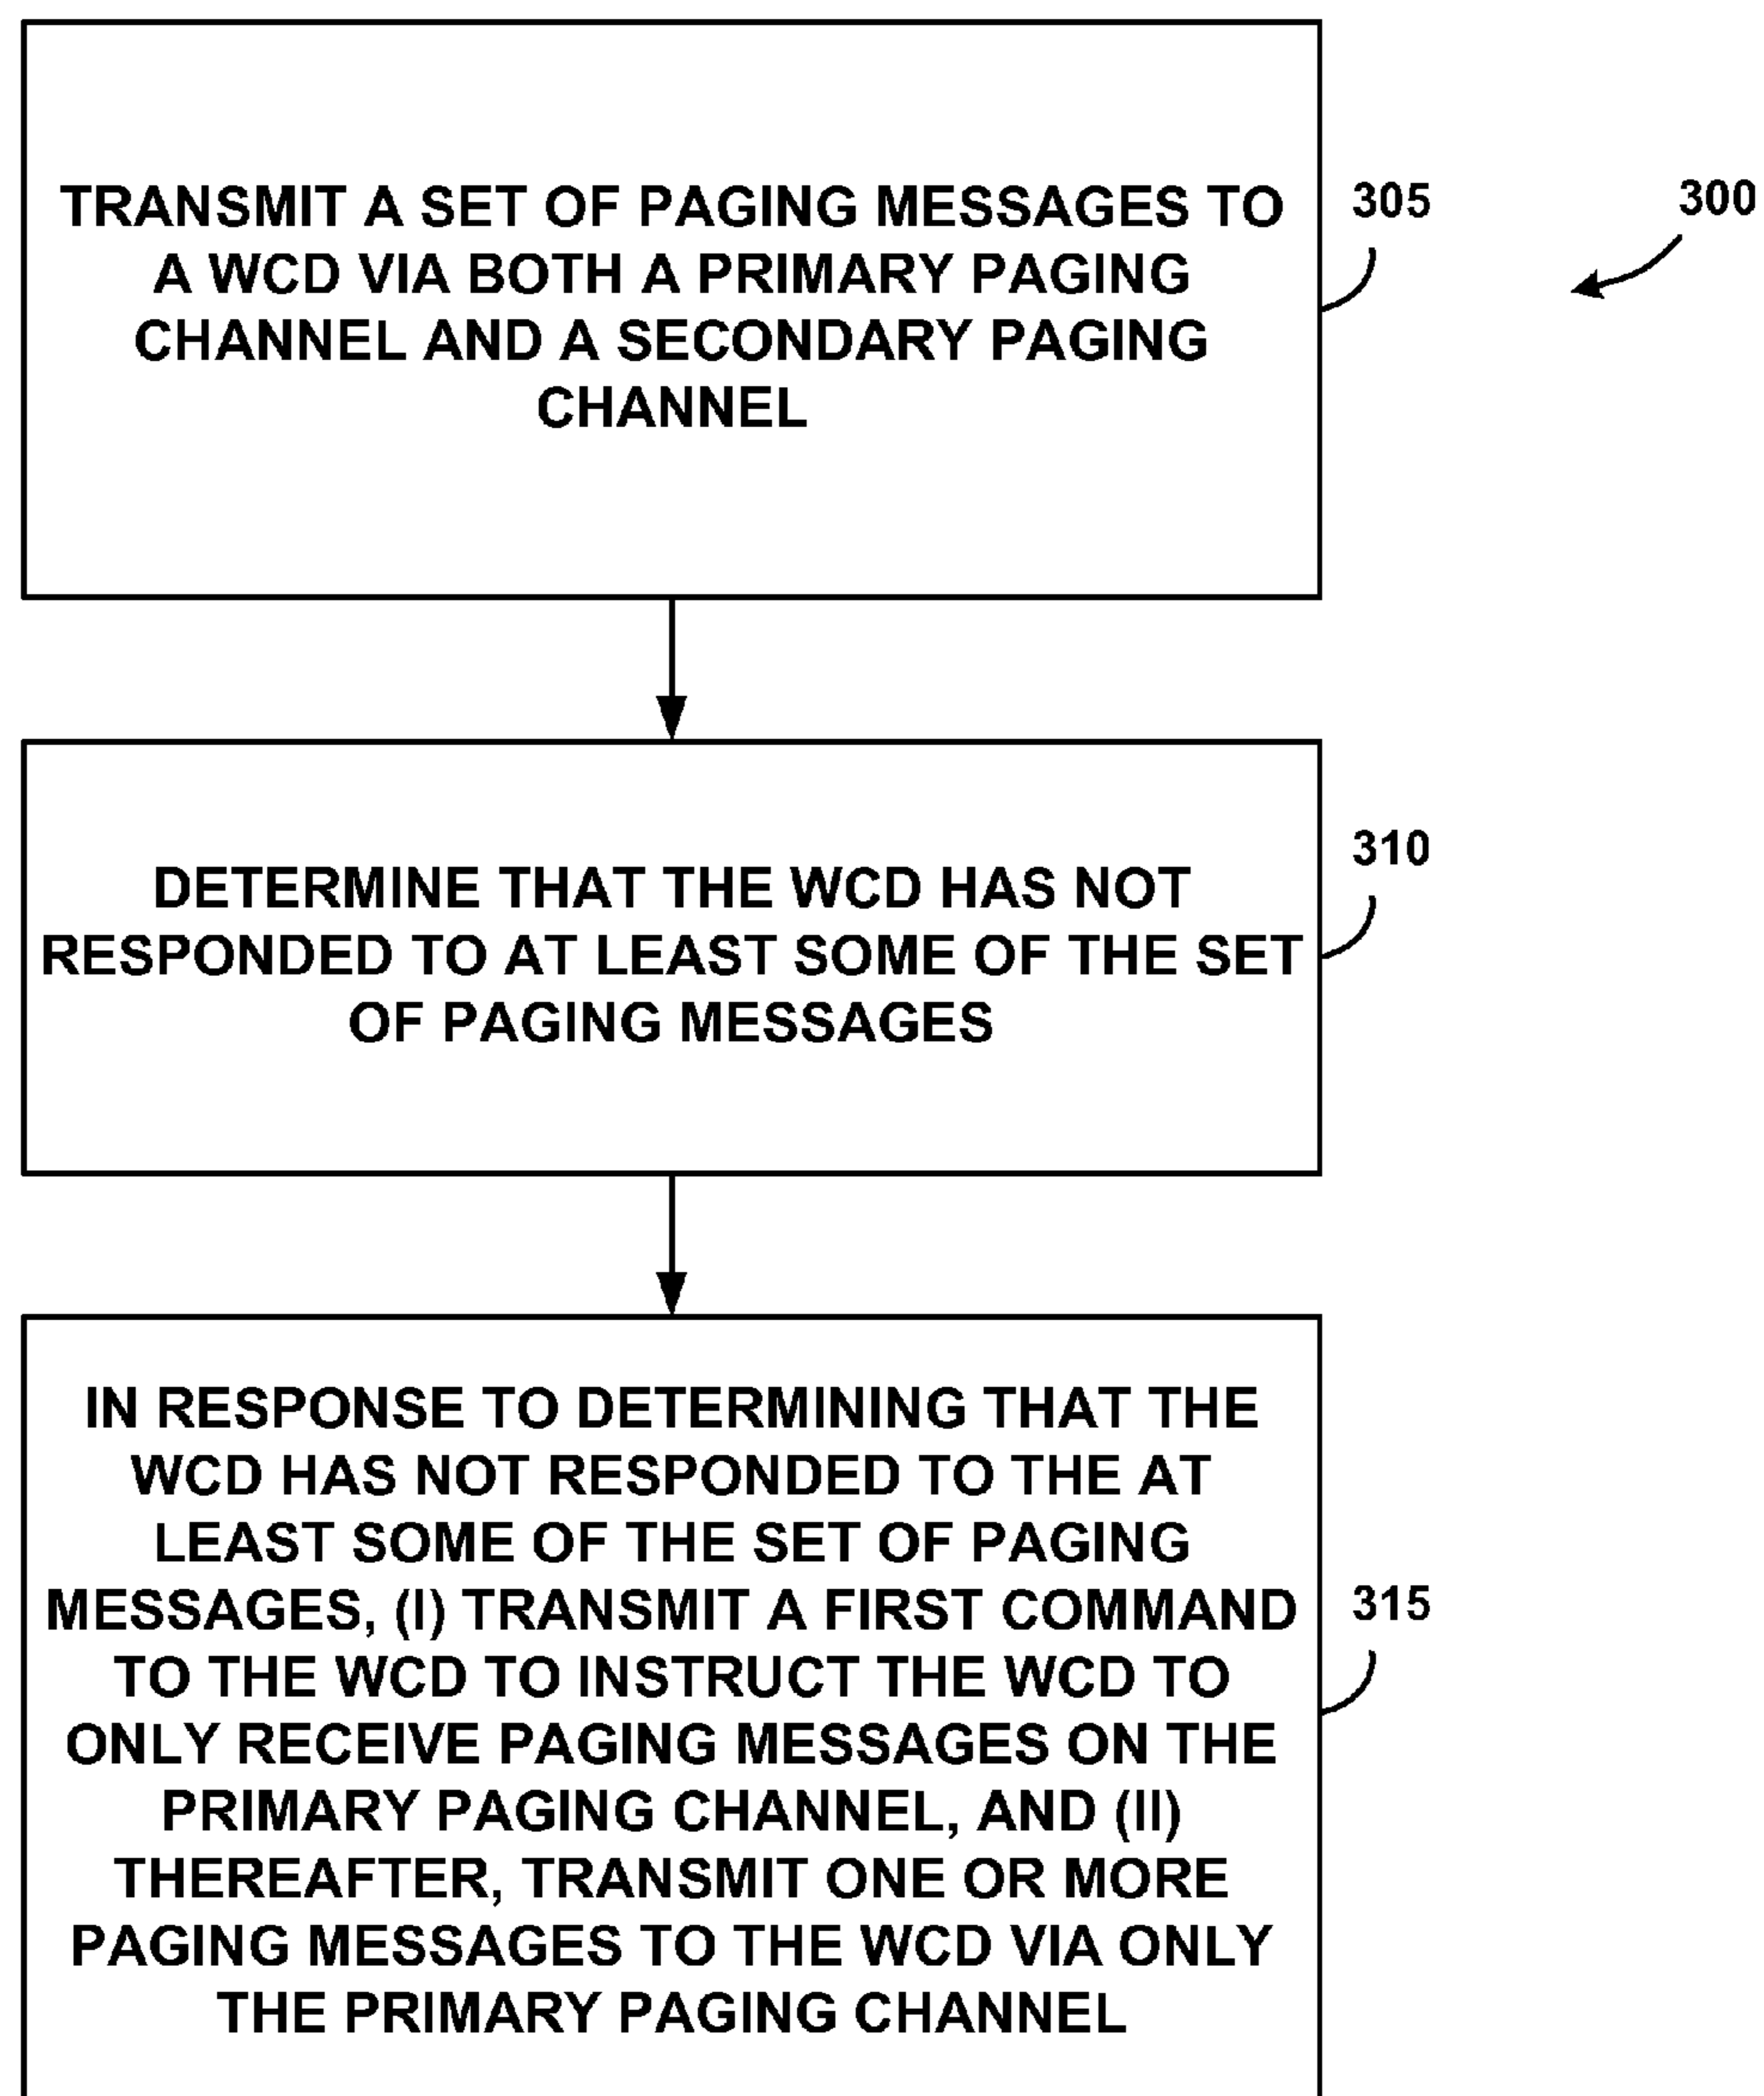 TRANSMIT A SET OF PAGING MESSAGES TO
A WCD VIA BOTH A PRIMARY PAGING
CHANNEL AND A SECONDARY PAGING
CHANNEL
305
300
DETERMINE THAT THE WCD HAS NOT
RESPONDED TO AT LEAST SOME OF THE SET
OF PAGING MESSAGES
310
IN RESPONSE TO DETERMINING THAT THE
WCD HAS NOT RESPONDED TO THE AT
LEAST SOME OF THE SET OF PAGING
MESSAGES, (I) TRANSMIT A FIRST COMMAND
TO THE WCD TO INSTRUCT THE WCD TO
ONLY RECEIVE PAGING MESSAGES ON THE
PRIMARY PAGING CHANNEL, AND (II)
THEREAFTER, TRANSMIT ONE OR MORE
PAGING MESSAGES TO THE WCD VIA ONLY
THE PRIMARY PAGING CHANNEL
315